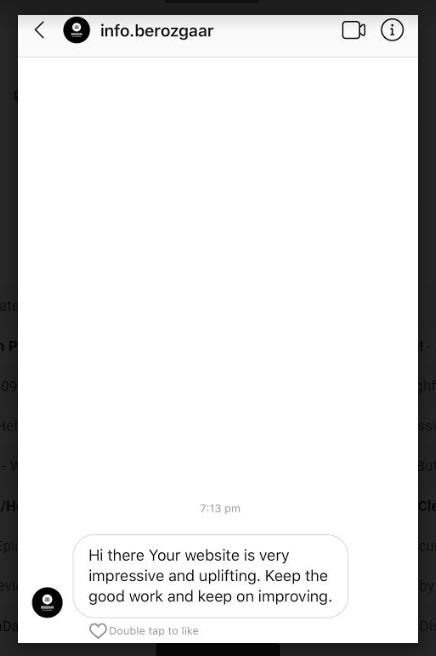 info.berozgaar
7:13 pm
Hi there Your website is very
impressive and uplifting. Keep the
good work and keep on improving.
Double tap to like